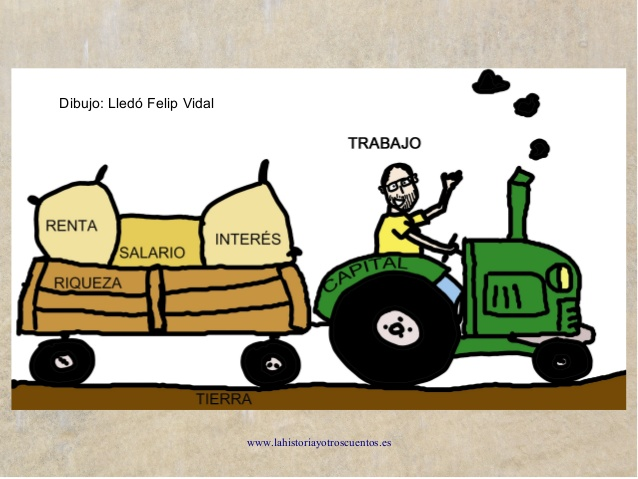 Dibujo: Lledó Felip Vidal
TRABAJO
RENTA
SALARIO
INTERÉS
RIQUEZA
CAPITAL
TIERRA
www.lahistoriayotroscuentos.es